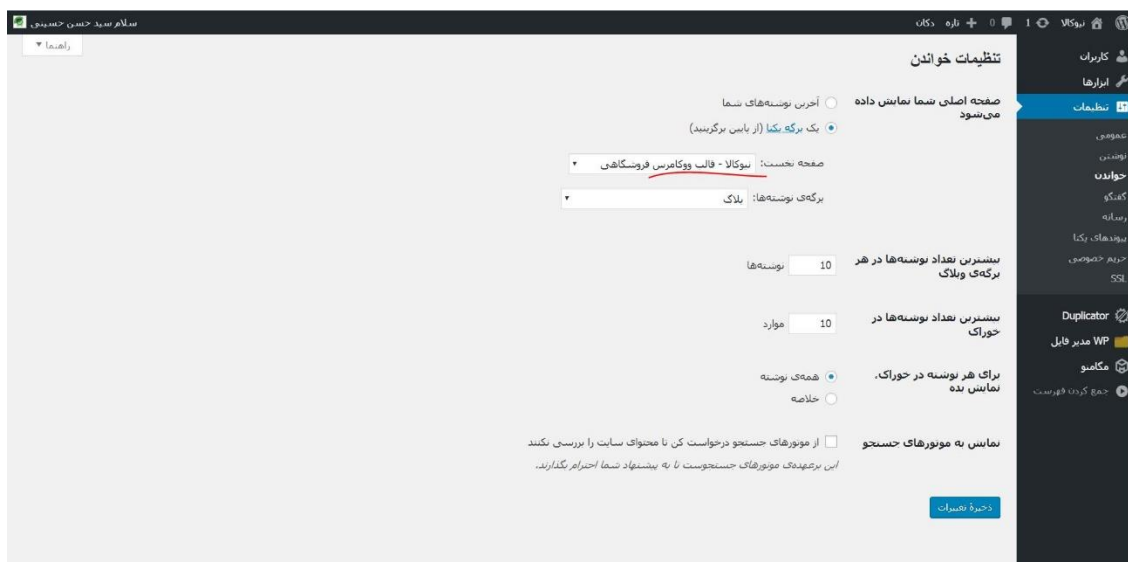 نیوکالا 1 0 تازه دکان
سلام سید حسن حسینی
راهنما
کاربران
ابزارها
تنظیمات
عمومی
نوشتن
خواندن
گفتگو
رسانه
پیوندهای یکتا
حریم خصوصی
SSL
Duplicator
WP مدیر فایل
مگامنو
جمع کردن فهرست
تنظیمات خواندن
صفحه اصلی شما نمایش داده
می‌شود
آخرین نوشته‌های شما
یک برگه یکتا (از پایین برگزینید)
صفحه نخست: نیوکالا - قالب ووکامرس فروشگاهی
برگه‌ی نوشته‌ها: بلاگ
بیشترین تعداد نوشته‌ها در هر
برگه‌ی وبلاگ
10 نوشته‌ها
بیشترین تعداد نوشته‌ها در
خوراک
10 موارد
برای هر نوشته در خوراک،
نمایش بده
همه‌ی نوشته
خلاصه
نمایش به موتورهای جستجو
از موتورهای جستجو درخواست کن تا محتوای سایت را بررسی نکنند
این برعهده‌ی موتورهای جستجوست تا به پیشنهاد شما احترام بگذارند.
ذخیرهٔ تغییرات